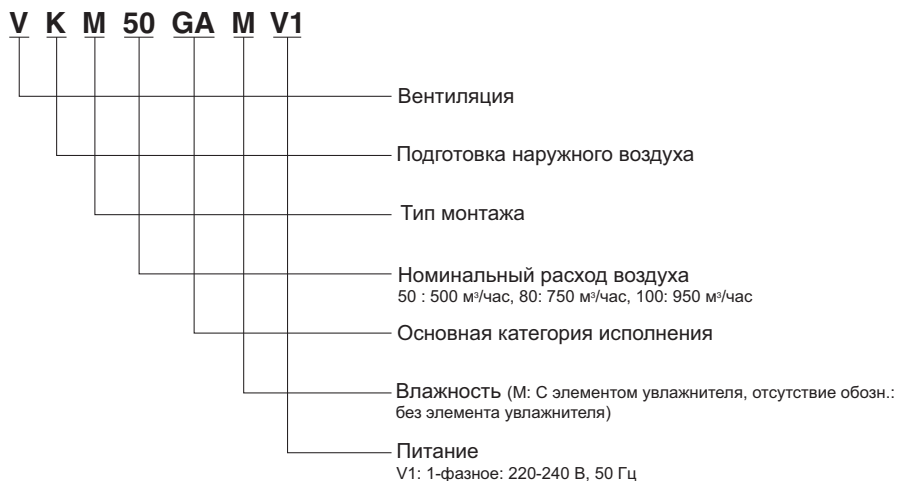 V K M 50 GA M V1
Вентиляция
Подготовка наружного воздуха
Тип монтажа
Номинальный расход воздуха
50 : 500 м³/час, 80: 750 м³/час, 100: 950 м³/час
Основная категория исполнения
Влажность (М: С элементом увлажнителя, отсутствие обозн.:
без элемента увлажнителя)
Питание
V1: 1-фазное: 220-240 В, 50 Гц